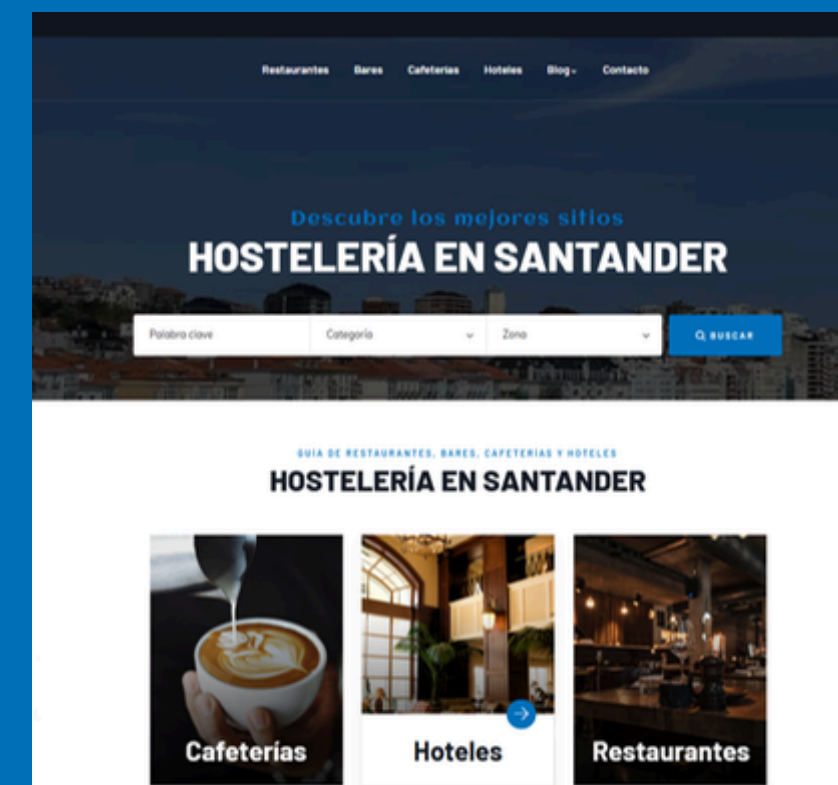 Restaurantes Bares Cafeterias Hoteles Blog Contacto
Descubre los mejores sitios
HOSTELERÍA EN SANTANDER
Palabra clave Categoría Zona BUSCAR
GUÍA DE RESTAURANTES, BARES, CAFETERÍAS Y HOTELES
HOSTELERÍA EN SANTANDER
Cafeterías Hoteles Restaurantes